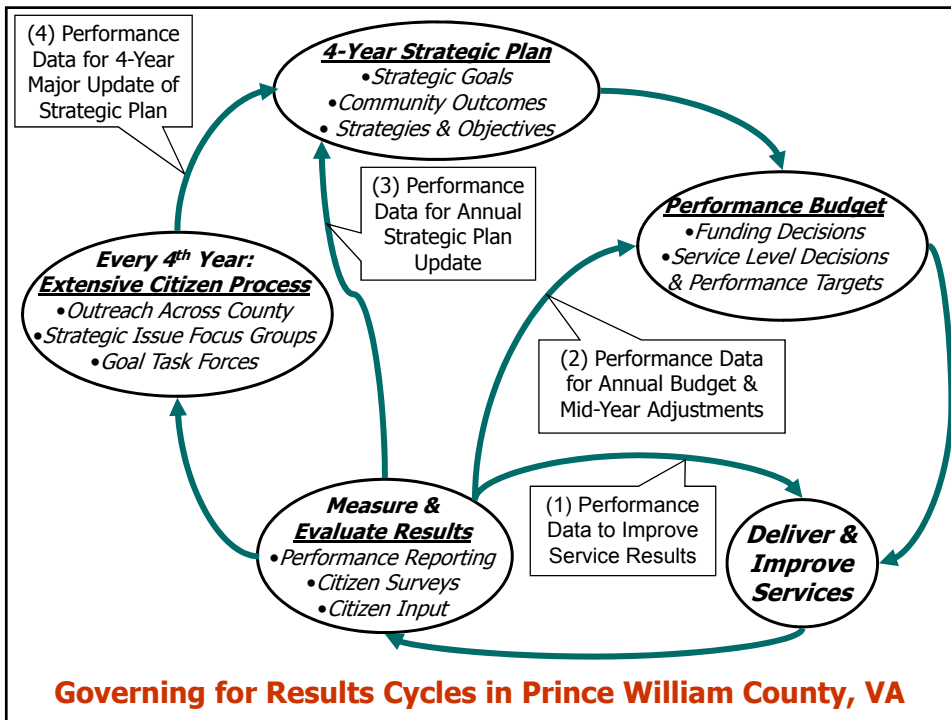 (4) Performance
Data for 4-Year
Major Update of
Strategic Plan
4-Year Strategic Plan
•Strategic Goals
•Community Outcomes
• Strategies & Objectives
(3) Performance
Data for Annual
Strategic Plan
Update
Performance Budget
•Funding Decisions
•Service Level Decisions
& Performance Targets
Every 4th Year:
Extensive Citizen Process
•Outreach Across County
•Strategic Issue Focus Groups
•Goal Task Forces
(2) Performance Data
for Annual Budget &
Mid-Year Adjustments
Measure &
Evaluate Results
•Performance Reporting
•Citizen Surveys
•Citizen Input
(1) Performance
Data to Improve
Service Results
Deliver &
Improve
Services
Governing for Results Cycles in Prince William County, VA